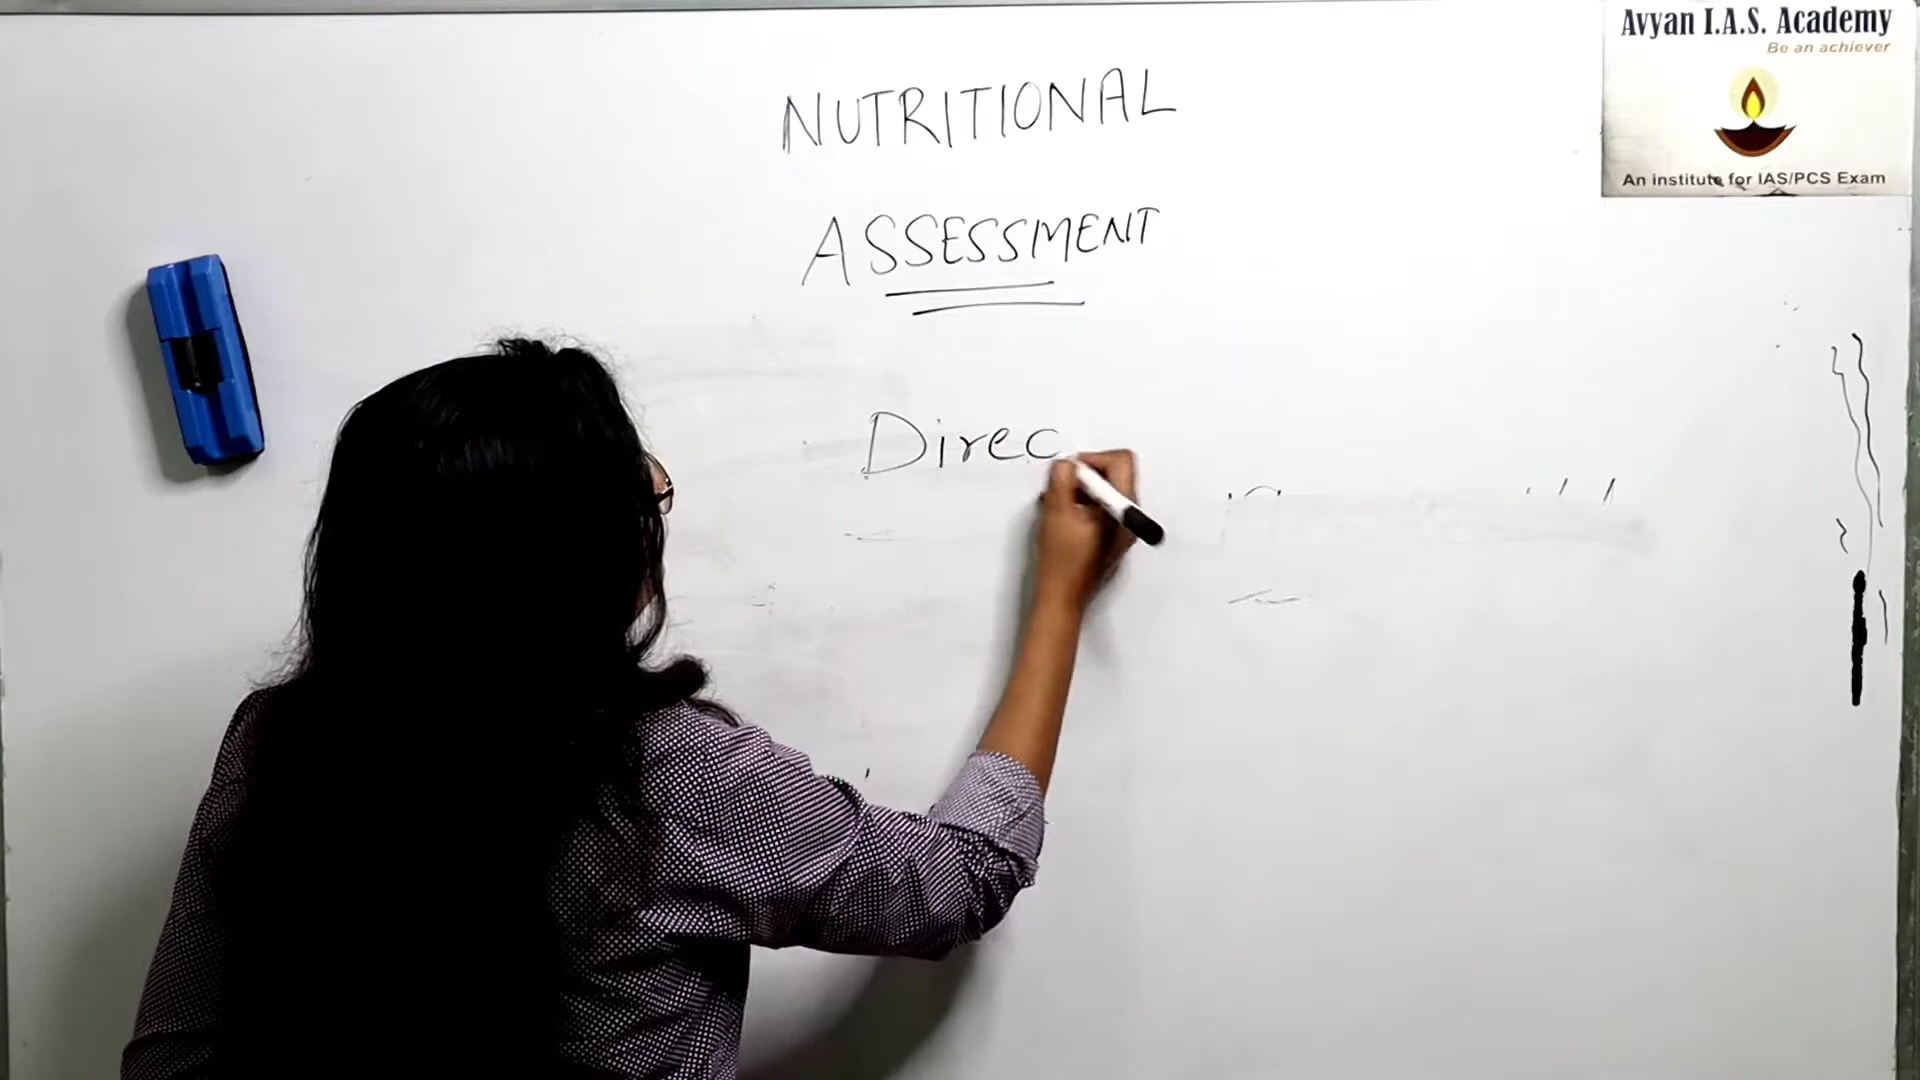 Avyan I.A.S. Academy
Be an achiever
An institute for IAS/PCS Exam
NUTRITIONAL
ASSESSMENT
Direc